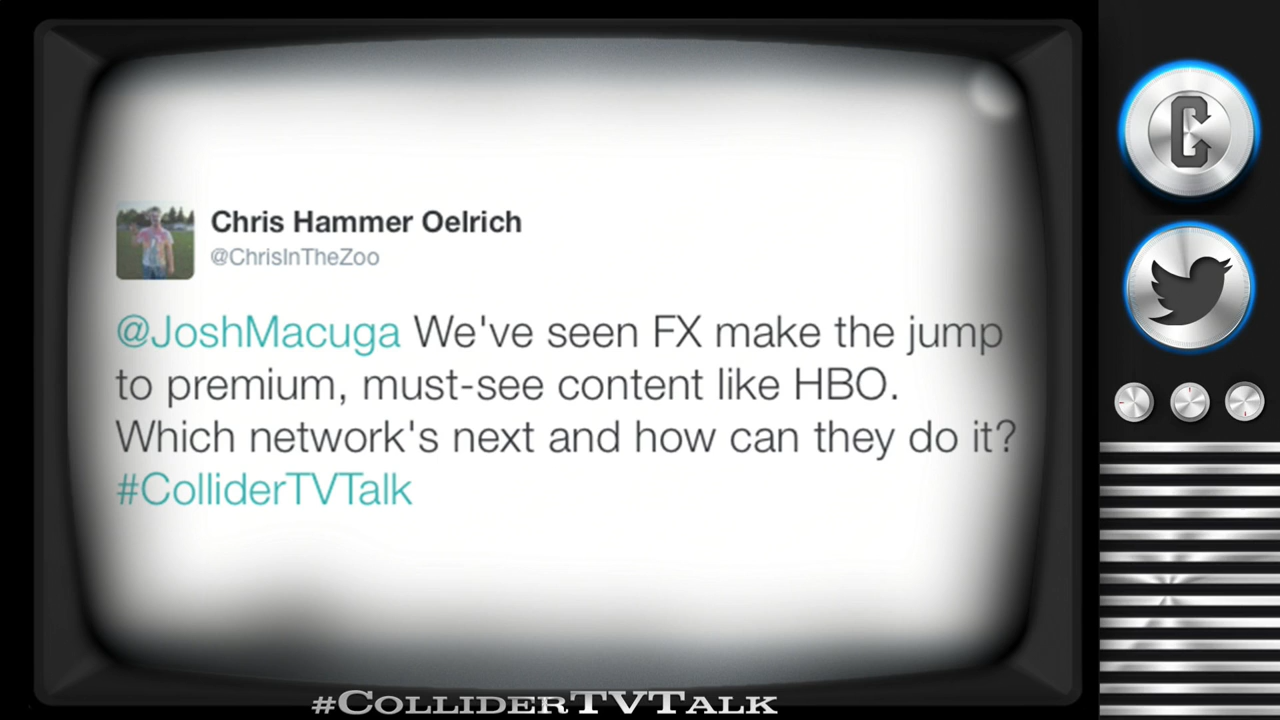 Chris Hammer Oelrich
@ChrisInTheZoo
@JoshMacuga We've seen FX make the jump
to premium, must-see content like HBO.
Which network's next and how can they do it?
#ColliderTVTalk
#ColliderTVTalk